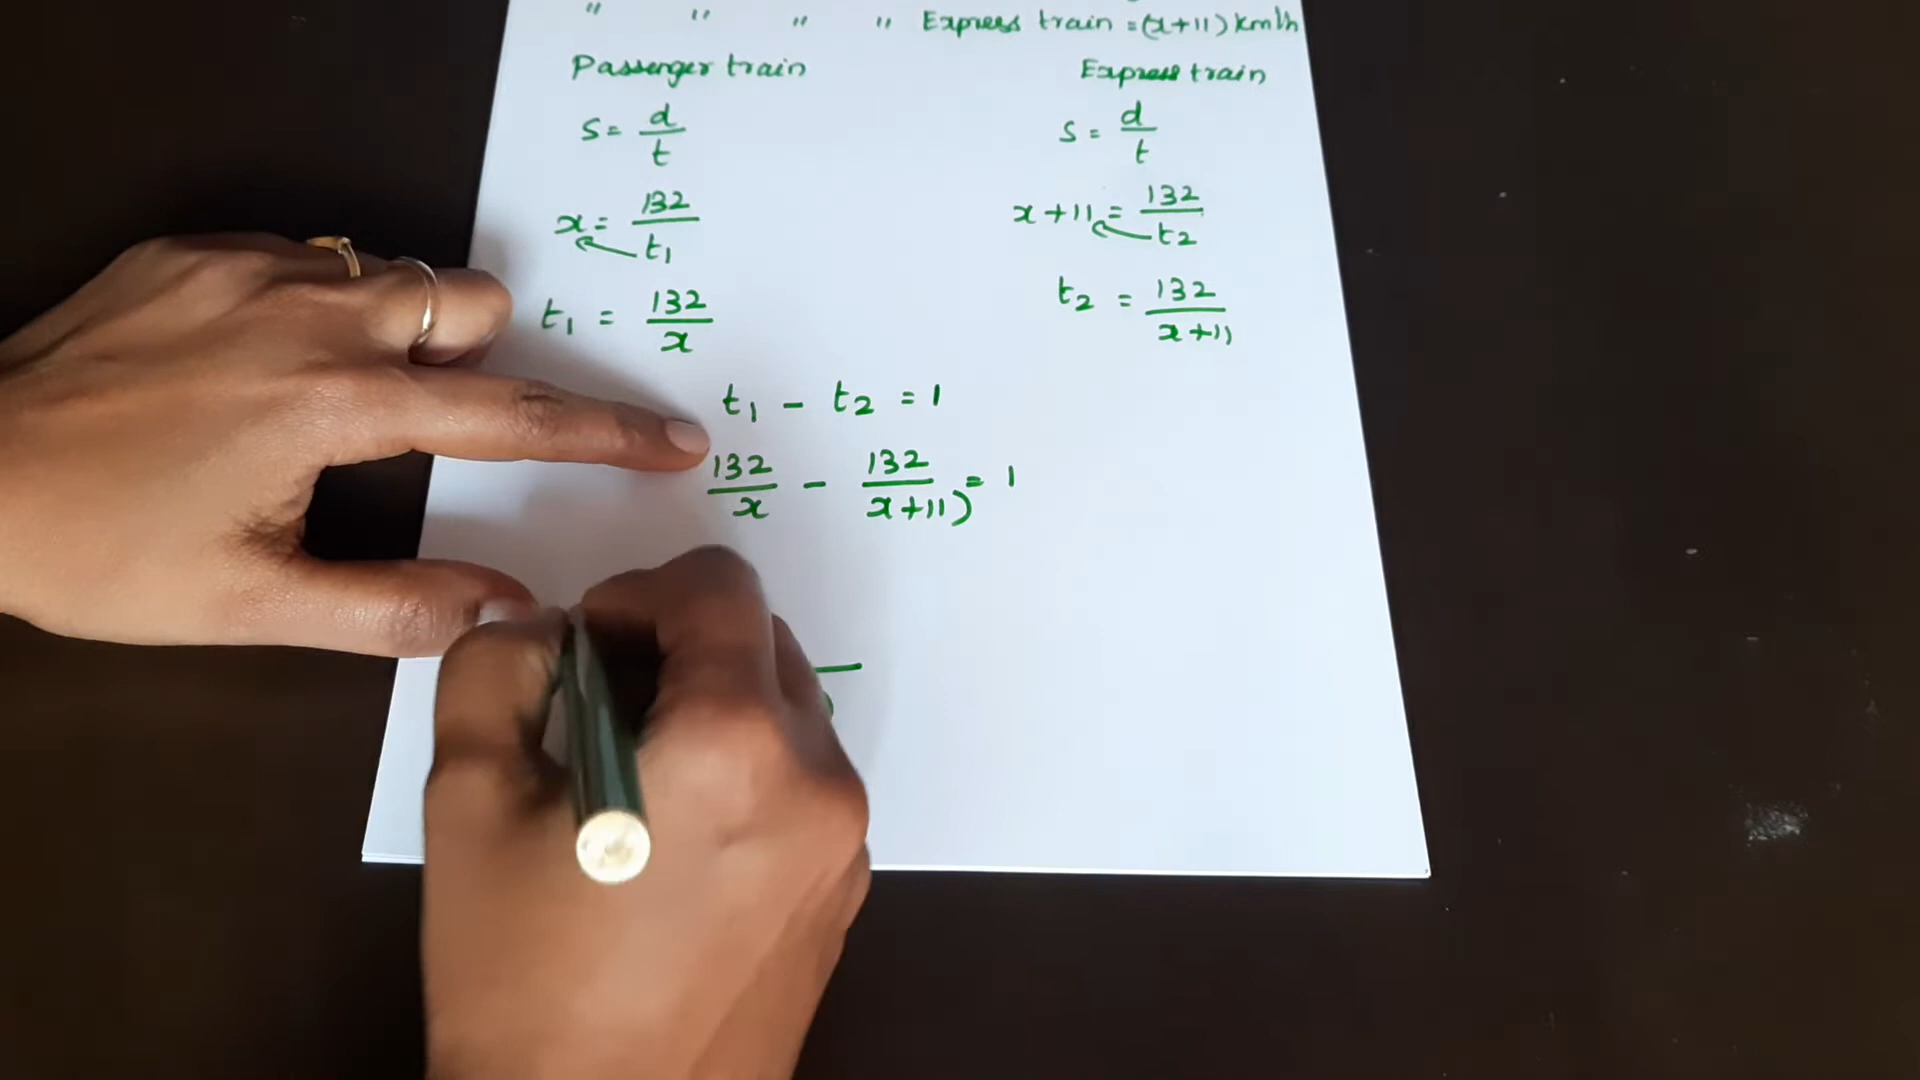 " " " " Express train = (x+11) km/h
Passenger train Express train
S = d/t S = d/t
x = 132/t₁ x+11 = 132/t₂
t₁ = 132/x t₂ = 132/x+11
t₁ - t₂ = 1
132/x - 132/x+11) = 1